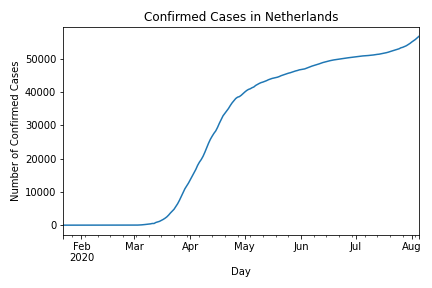 Confirmed Cases in Netherlands
Number of Confirmed Cases
50000
40000
30000
20000
10000
0
Feb Mar Apr May Jun Jul Aug
2020
Day